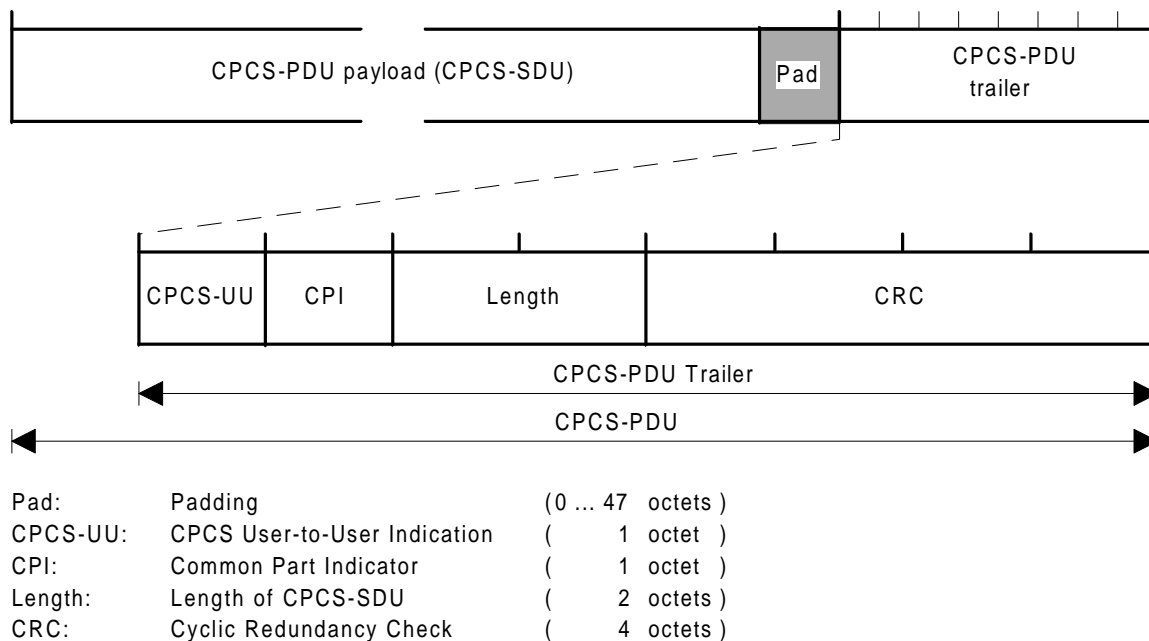 CPCS-PDU payload (CPCS-SDU)
Pad
CPCS-PDU
trailer
CPCS-UU
CPI
Length
CRC
CPCS-PDU Trailer
CPCS-PDU
Pad: Padding (0 ... 47 octets )
CPCS-UU: CPCS User-to-User Indication ( 1 octet )
CPI: Common Part Indicator ( 1 octet )
Length: Length of CPCS-SDU ( 2 octets )
CRC: Cyclic Redundancy Check ( 4 octets )